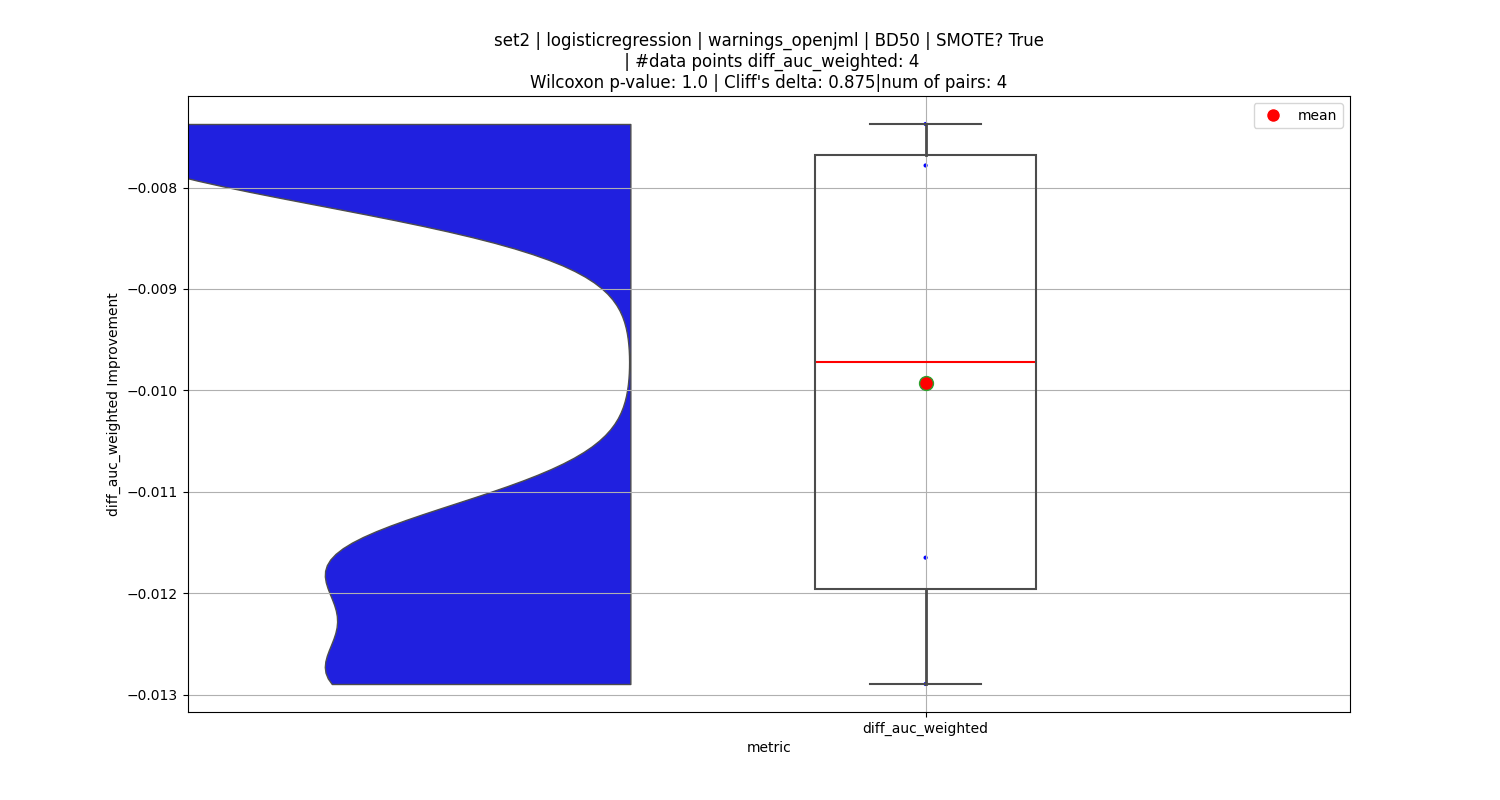 set2 | logisticregression | warnings_openjml | BD50 | SMOTE? True
| #data points diff_auc_weighted: 4
Wilcoxon p-value: 1.0 | Cliff's delta: 0.875|num of pairs: 4
mean
−0.008
−0.009
−0.010
−0.011
−0.012
−0.013
diff_auc_weighted Improvement
diff_auc_weighted
metric